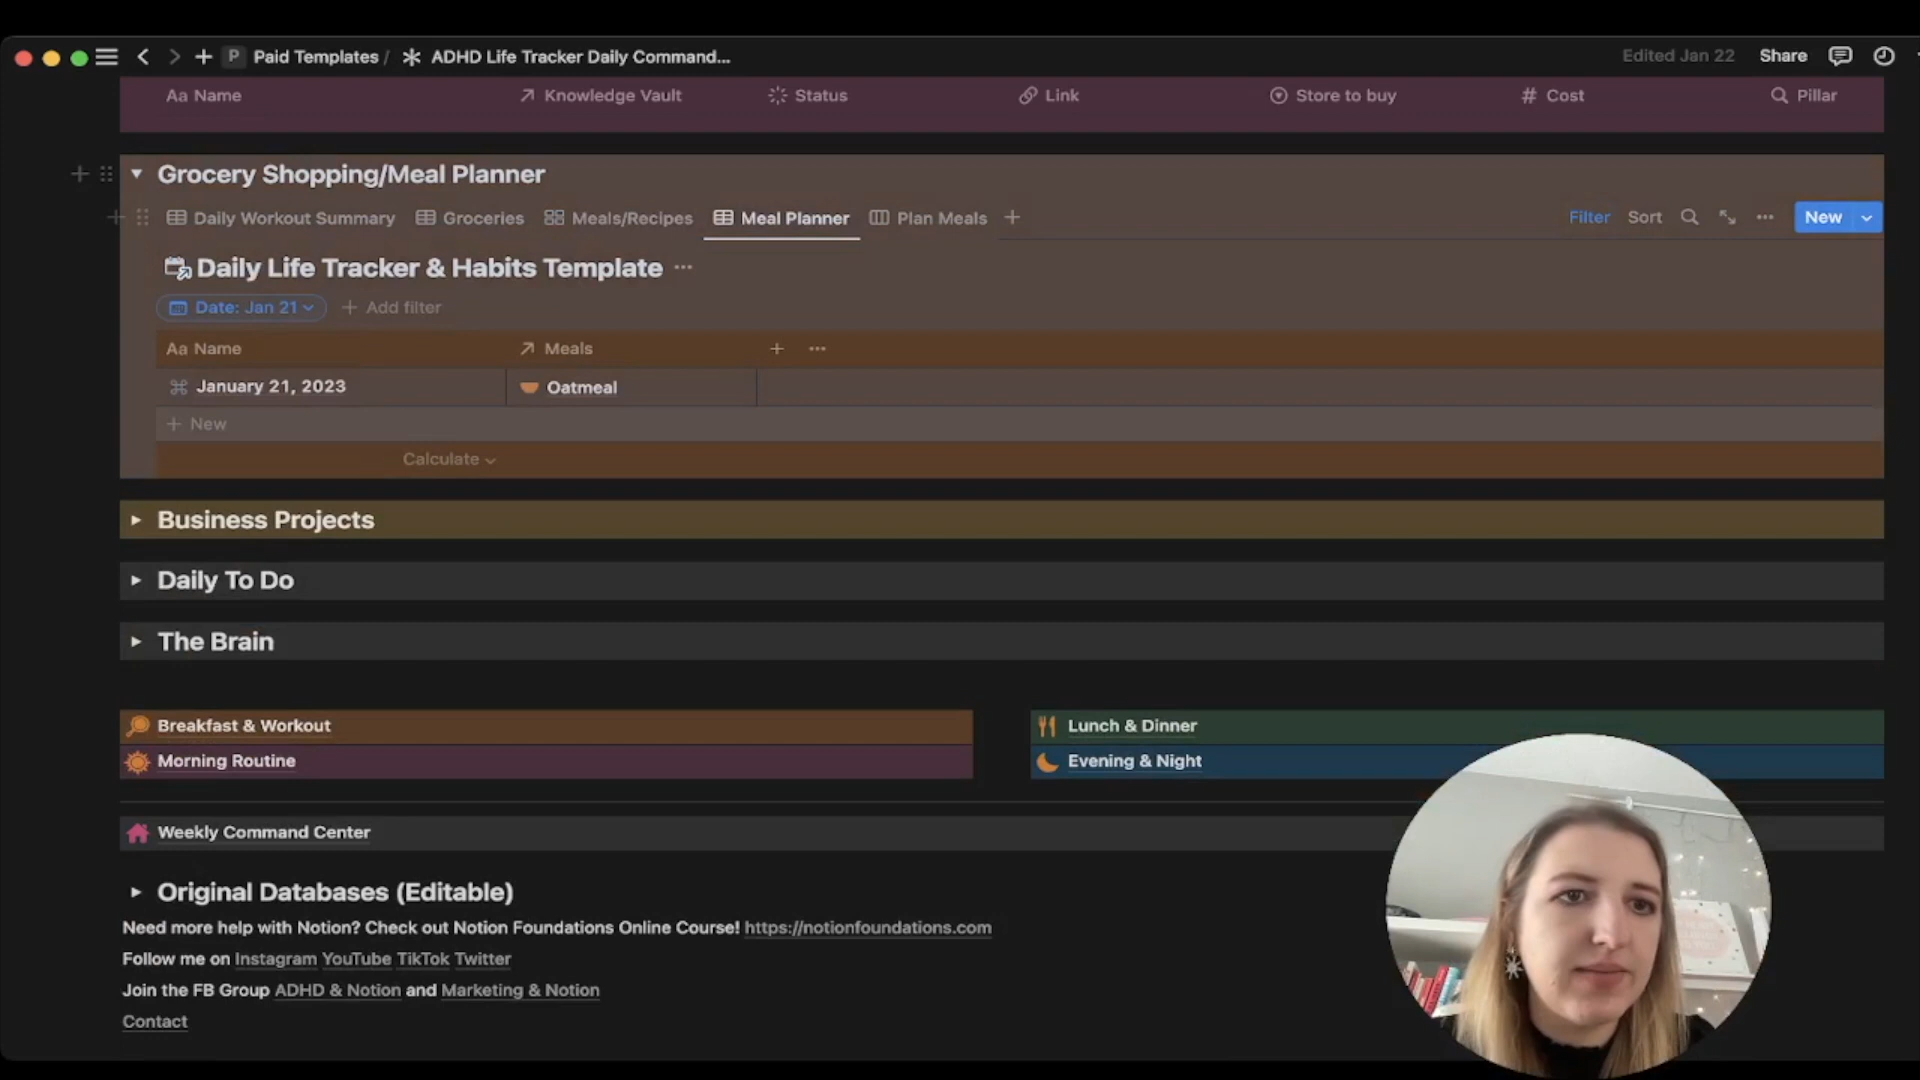 P Paid Templates / ADHD Life Tracker Daily Command... Edited Jan 22 Share
Aa Name Knowledge Vault Status Link Store to buy # Cost Pillar
Grocery Shopping/Meal Planner
Daily Workout Summary Groceries Meals/Recipes Meal Planner Plan Meals Filter Sort New
Daily Life Tracker & Habits Template
Date: Jan 21 Add filter
Aa Name Meals
January 21, 2023 Oatmeal
New
Calculate
Business Projects
Daily To Do
The Brain
Breakfast & Workout Lunch & Dinner
Morning Routine Evening & Night
Weekly Command Center
Original Databases (Editable)
Need more help with Notion? Check out Notion Foundations Online Course! https://notionfoundations.com
Follow me on Instagram YouTube TikTok Twitter
Join the FB Group ADHD & Notion and Marketing & Notion
Contact